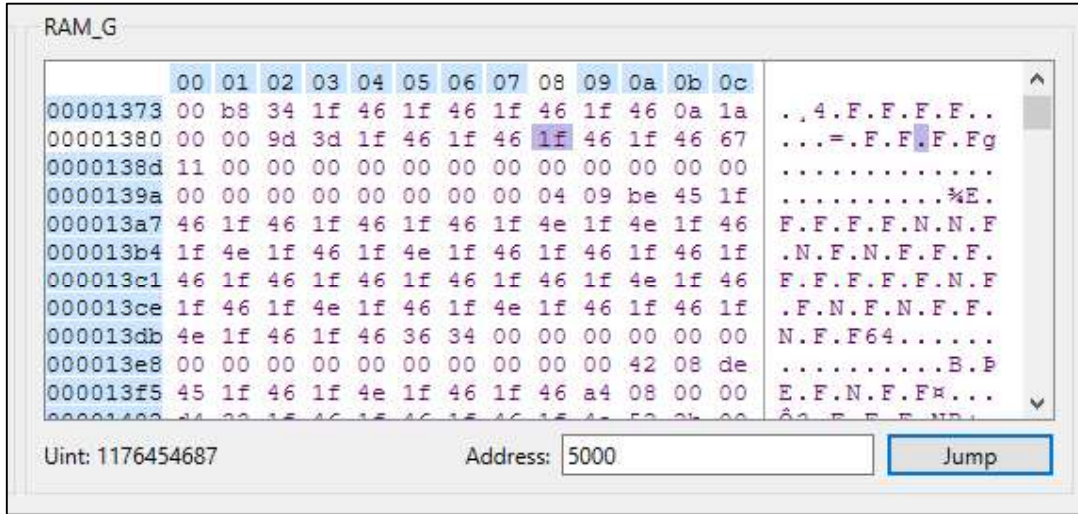 RAM_G
00 01 02 03 04 05 06 07 08 09 0a 0b 0c
00001373 00 b8 34 1f 46 1f 46 1f 46 1f 46 0a 1a . ¸4.F.F.F.F..
00001380 00 00 9d 3d 1f 46 1f 46 1f 46 1f 46 67 ...=.F.F.F.Fg
0000138d 11 00 00 00 00 00 00 00 00 00 00 00 00 .............
0000139a 00 00 00 00 00 00 00 00 04 09 be 45 1f ..........¾E.
000013a7 46 1f 46 1f 46 1f 46 1f 4e 1f 4e 1f 46 F.F.F.F.N.N.F
000013b4 1f 4e 1f 46 1f 4e 1f 46 1f 46 1f 46 1f .N.F.N.F.F.F.
000013c1 46 1f 46 1f 46 1f 46 1f 46 1f 4e 1f 46 F.F.F.F.F.N.F
000013ce 1f 46 1f 4e 1f 46 1f 4e 1f 46 1f 46 1f .F.N.F.N.F.F.
000013db 4e 1f 46 1f 46 36 34 00 00 00 00 00 00 N.F.F64......
000013e8 00 00 00 00 00 00 00 00 00 00 42 08 de ..........B.Þ
000013f5 45 1f 46 1f 4e 1f 46 1f 46 a4 08 00 00 E.F.N.F.F¤...
Uint: 1176454687
Address: 5000
Jump